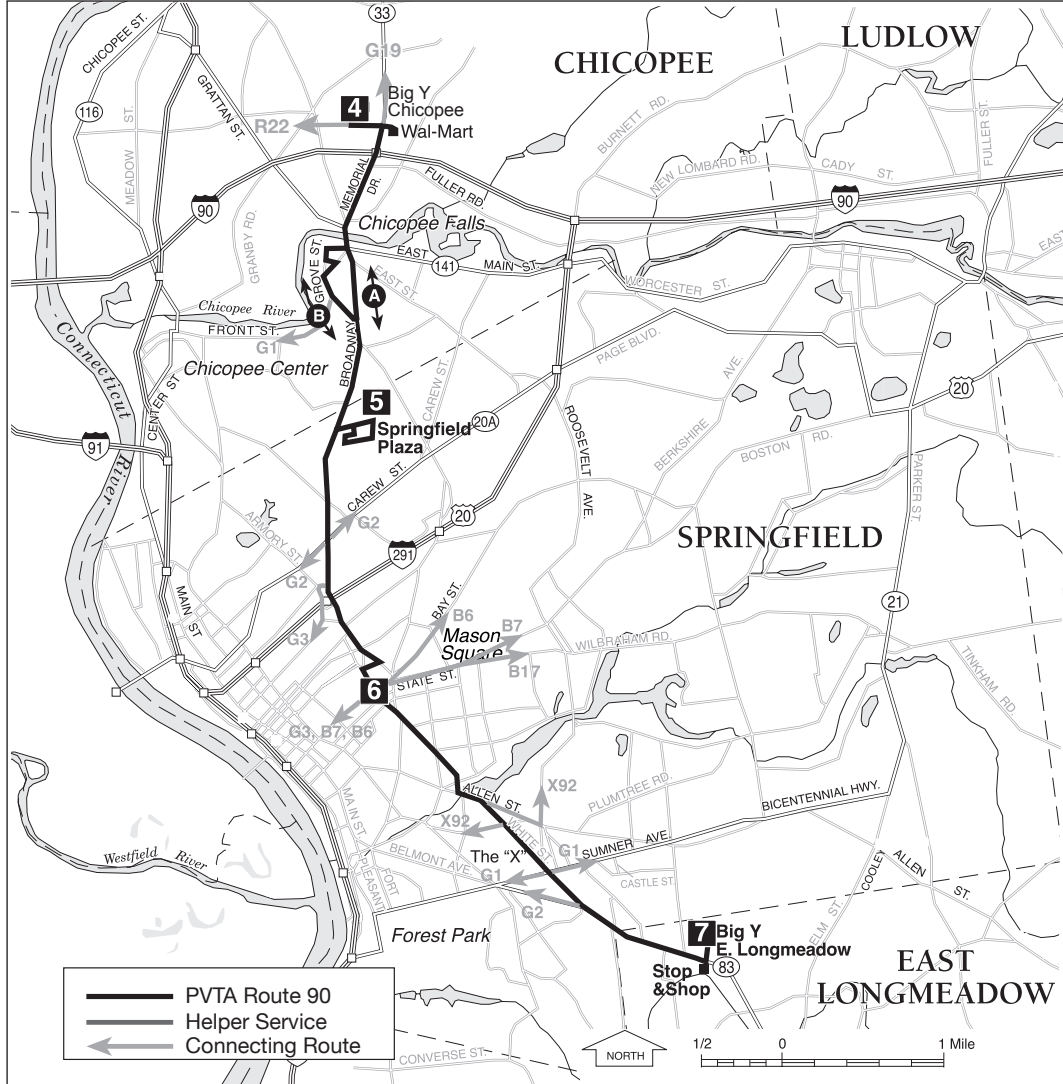 33
LUDLOW
CHICOPEE
CHICOPEE ST.
G19
GRATTAN ST.
116
MEADOW ST.
4
Big Y
Chicopee
Wal-Mart
R22
BURNETT RD.
FULLER ST.
NEW LOMBARD RD.
CADY ST.
MEMORIAL DR.
FULLER RD.
90
90
GRANBY RD.
Chicopee Falls
GROVE ST.
EAST
141
MAIN ST.
EAST
EAST ST.
WORCESTER ST.
A
B
Chicopee River
FRONT ST.
G1
Chicopee Center
BROADWAY
PAGE BLVD.
Connecticut River
CENTER ST
CAREW ST.
AVE.
BERKSHIRE
20
5
Springfield
Plaza
20A
ROOSEVELT AVE.
91
BOSTON RD.
PARKER ST.
CAREW ST.
20
G2
ARMORY ST.
SPRINGFIELD
291
G2
MAIN ST
BAY ST.
21
B6
G3
Mason
Square
B7
WILBRAHAM RD.
B17
STATE ST.
TINKHAM RD.
6
G3, B7, B6
ALLEN ST.
X92
PLUMTREE RD.
BICENTENNIAL HWY.
MAIN ST.
X92
WHITE ST.
SUMNER AVE.
The “X”
G1
BELMONT AVE.
G1
Westfield River
FORT PLEASANT
CASTLE ST.
COOLEY
ALLEN ST.
G2
ELM ST.
Forest Park
7
Big Y
E. Longmeadow
Stop
&Shop
83
EAST
LONGMEADOW
PVTA Route 90
Helper Service
Connecting Route
CONVERSE ST.
NORTH
1/2 0 1 Mile